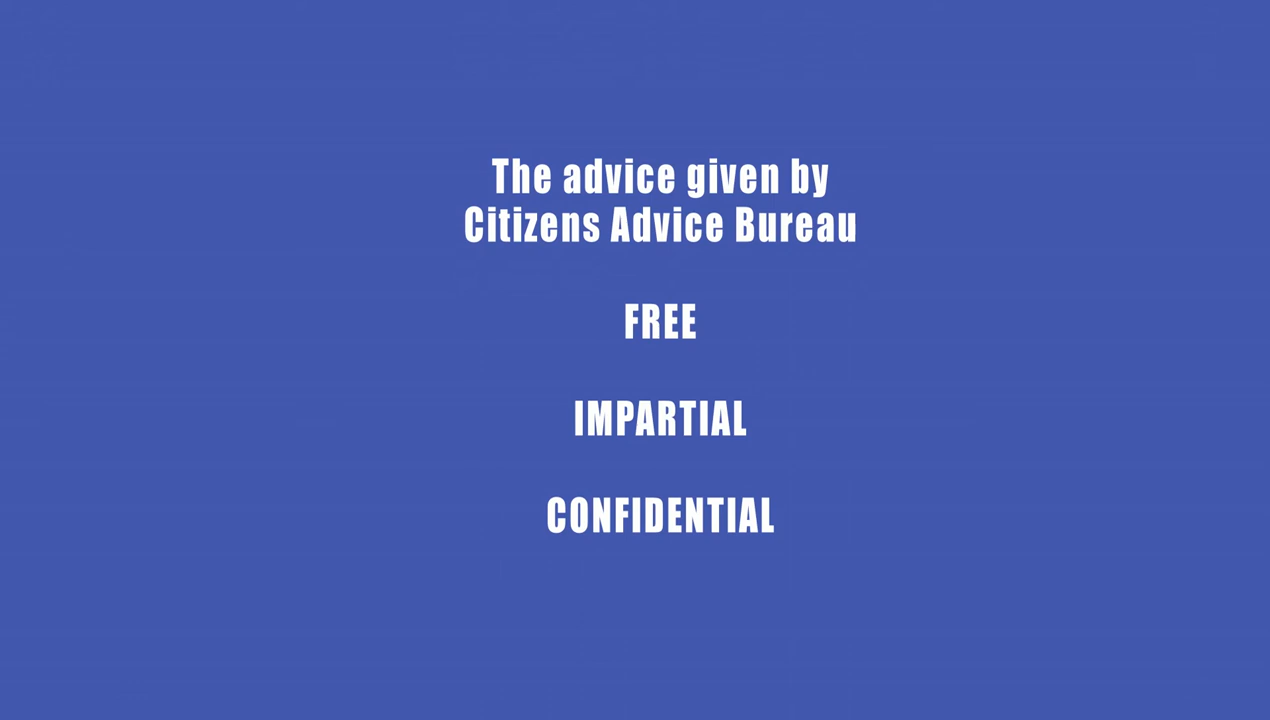 The advice given by
Citizens Advice Bureau
FREE
IMPARTIAL
CONFIDENTIAL